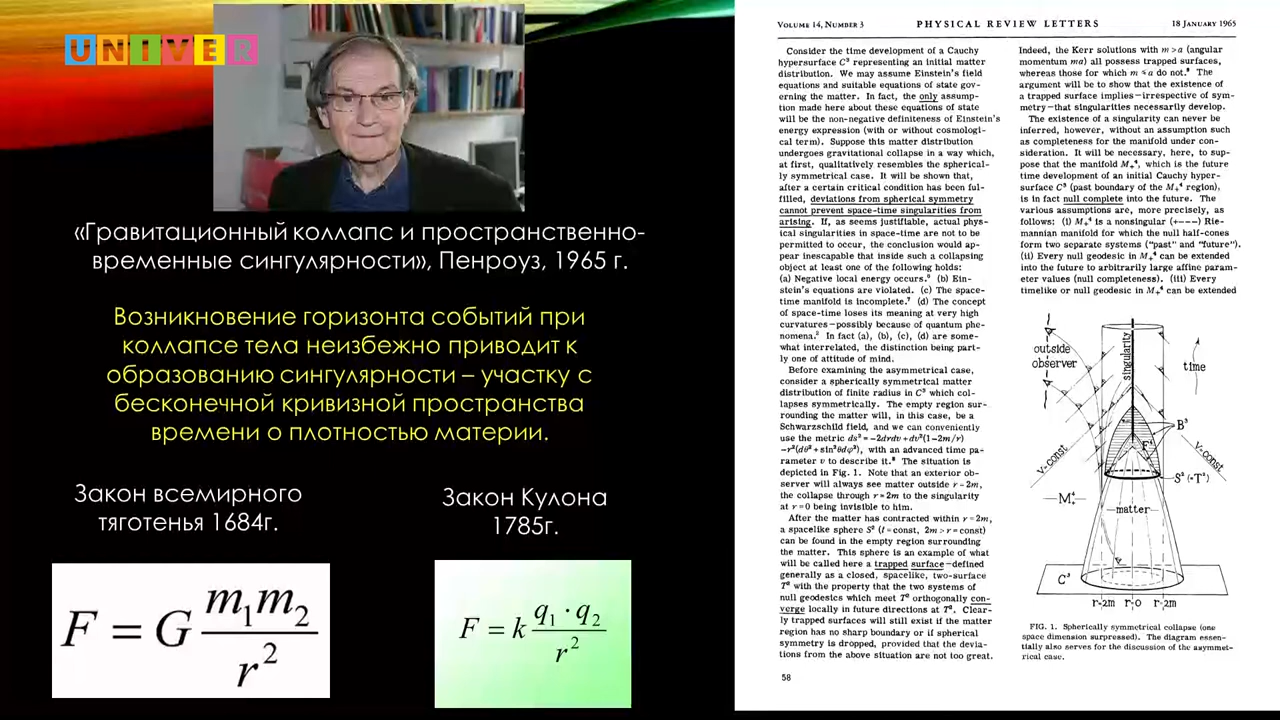 UNIVER
«Гравитационный коллапс и пространственно-
временные сингулярности», Пенроуз, 1965 г.
Возникновение горизонта событий при
коллапсе тела неизбежно приводит к
образованию сингулярности – участку с
бесконечной кривизной пространства
времени о плотностью материи.
Закон всемирного
тяготенья 1684г.
F = G m₁m₂ / r²
Закон Кулона
1785г.
F = k q₁ · q₂ / r²
VOLUME 14, NUMBER 3 PHYSICAL REVIEW LETTERS 18 JANUARY 1965
Consider the time development of a Cauchy
hypersurface C³ representing an initial matter
distribution. We may assume Einstein's field
equations and suitable equations of state gov-
erning the matter. In fact, the only assump-
tion made here about these equations of state
will be the non-negative definiteness of Einstein's
energy expression (with or without cosmologi-
cal term). Suppose this matter distribution
undergoes gravitational collapse in a way which,
at first, qualitatively resembles the spherical-
ly symmetrical case. It will be shown that,
after a certain critical condition has been ful-
filled, deviations from spherical symmetry
cannot prevent space-time singularities from
arising. If, as seems justifiable, actual phys-
ical singularities in space-time are not to be
permitted to occur, the conclusion would ap-
pear inescapable that inside such a collapsing
object at least one of the following holds:
(a) Negative local energy occurs.⁶ (b) Ein-
stein's equations are violated. (c) The space-
time manifold is incomplete.⁷ (d) The concept
of space-time loses its meaning at very high
curvatures—possibly because of quantum phe-
nomena.² In fact (a), (b), (c), (d) are some-
what interrelated, the distinction being part-
ly one of attitude of mind.
Before examining the asymmetrical case,
consider a spherically symmetrical matter
distribution of finite radius in C³ which col-
lapses symmetrically. The empty region sur-
rounding the matter will, in this case, be a
Schwarzschild field, and we can conveniently
use the metric ds² = -2drdv + dv²(1-2m/r)
-r²(dθ² + sin²θdφ²), with an advanced time pa-
rameter v to describe it.⁸ The situation is
depicted in Fig. 1. Note that an exterior ob-
server will always see matter outside r = 2m,
the collapse through r = 2m to the singularity
at r = 0 being invisible to him.
After the matter has contracted within r = 2m,
a spacelike sphere S² (t = const, 2m > r = const)
can be found in the empty region surrounding
the matter. This sphere is an example of what
will be called here a trapped surface—defined
generally as a closed, spacelike, two-surface
T² with the property that the two systems of
null geodesics which meet T² orthogonally con-
verge locally in future directions at T². Clear-
ly trapped surfaces will still exist if the matter
region has no sharp boundary or if spherical
symmetry is dropped, provided that the devia-
tions from the above situation are not too great.
58
Indeed, the Kerr solutions with m > a (angular
momentum ma) all possess trapped surfaces,
whereas those for which m ≤ a do not.⁹ The
argument will be to show that the existence of
a trapped surface implies—irrespective of sym-
metry—that singularities necessarily develop.
The existence of a singularity can never be
inferred, however, without an assumption such
as completeness for the manifold under con-
sideration. It will be necessary, here, to sup-
pose that the manifold M₊⁴, which is the future
time development of an initial Cauchy hyper-
surface C³ (past boundary of the M₊⁴ region),
is in fact null complete into the future. The
various assumptions are, more precisely, as
follows: (i) M₊⁴ is a nonsingular (+---) Rie-
mannian manifold for which the null half-cones
form two separate systems ("past" and "future").
(ii) Every null geodesic in M₊⁴ can be extended
into the future to arbitrarily large affine param-
eter values (null completeness). (iii) Every
timelike or null geodesic in M₊⁴ can be extended
outside
observer
singularity
time
B³
F⁴
v=const
v=const
S² (=T²)
M₊⁴
matter
C³
r=2m r=0 r=2m
FIG. 1. Spherically symmetrical collapse (one
space dimension surpressed). The diagram essen-
tially also serves for the discussion of the asymmet-
rical case.